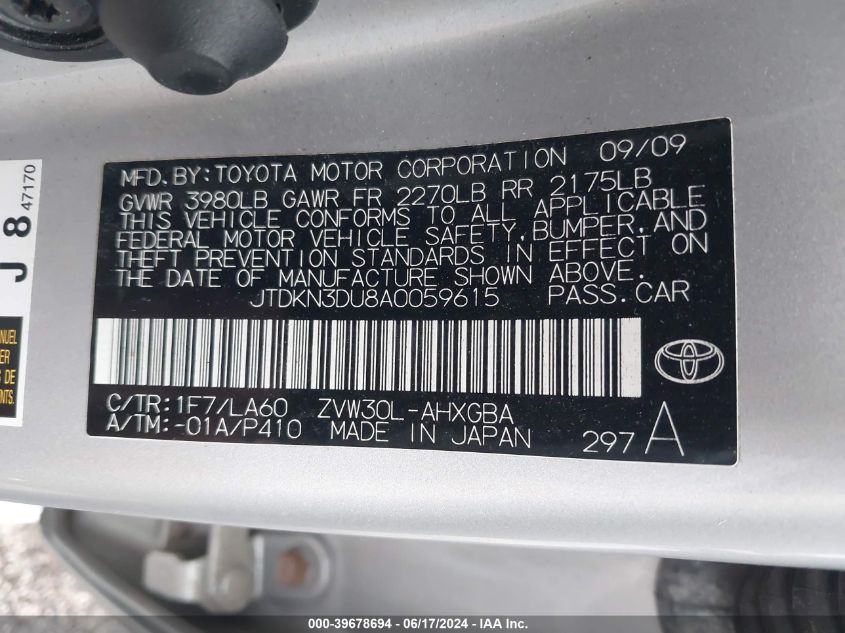 MFD. BY: TOYOTA MOTOR CORPORATION 09/09
GVWR 3980LB GAWR FR 2270LB RR 2175LB
THIS VEHICLE CONFORMS TO ALL APPLICABLE
FEDERAL MOTOR VEHICLE SAFETY, BUMPER, AND
THEFT PREVENTION STANDARDS IN EFFECT ON
THE DATE OF MANUFACTURE SHOWN ABOVE.
JTDKN3DU8A0059615 PASS. CAR
C/TR: 1F7/LA60 ZVW30L-AHXGBA
A/TM: -01A/P410 MADE IN JAPAN 297 A
J 8 47170
DE
000-39678694 - 06/17/2024 - IAA Inc.